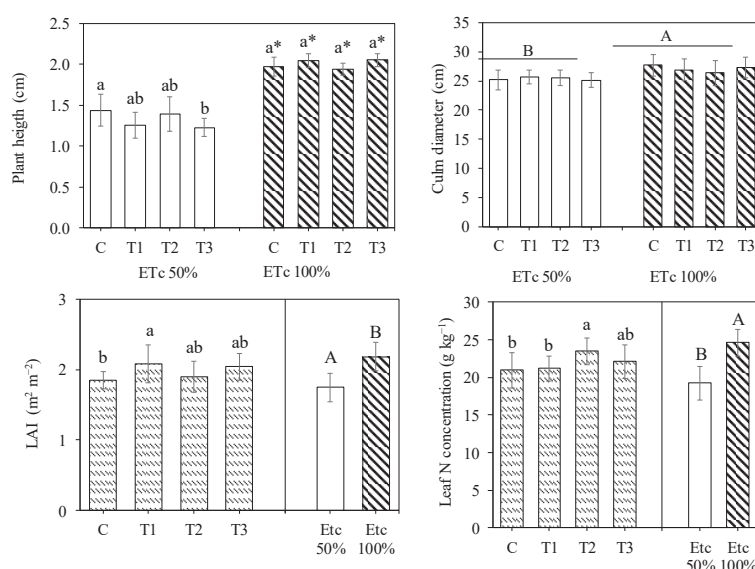 Plant heigth (cm)
2.5
2.0
1.5
1.0
0.5
0.0
a ab ab b a* a* a* a*
C T1 T2 T3 C T1 T2 T3
ETc 50% ETc 100%
Culm diameter (cm)
35
30
25
20
15
10
5
0
B A
C T1 T2 T3 C T1 T2 T3
ETc 50% ETc 100%
LAI (m² m⁻²)
3
2
1
0
b a ab ab A B
C T1 T2 T3 Etc Etc
50% 100%
Leaf N concentration (g kg⁻¹)
30
25
20
15
10
5
0
b b a ab B A
C T1 T2 T3 Etc Etc
50% 100%